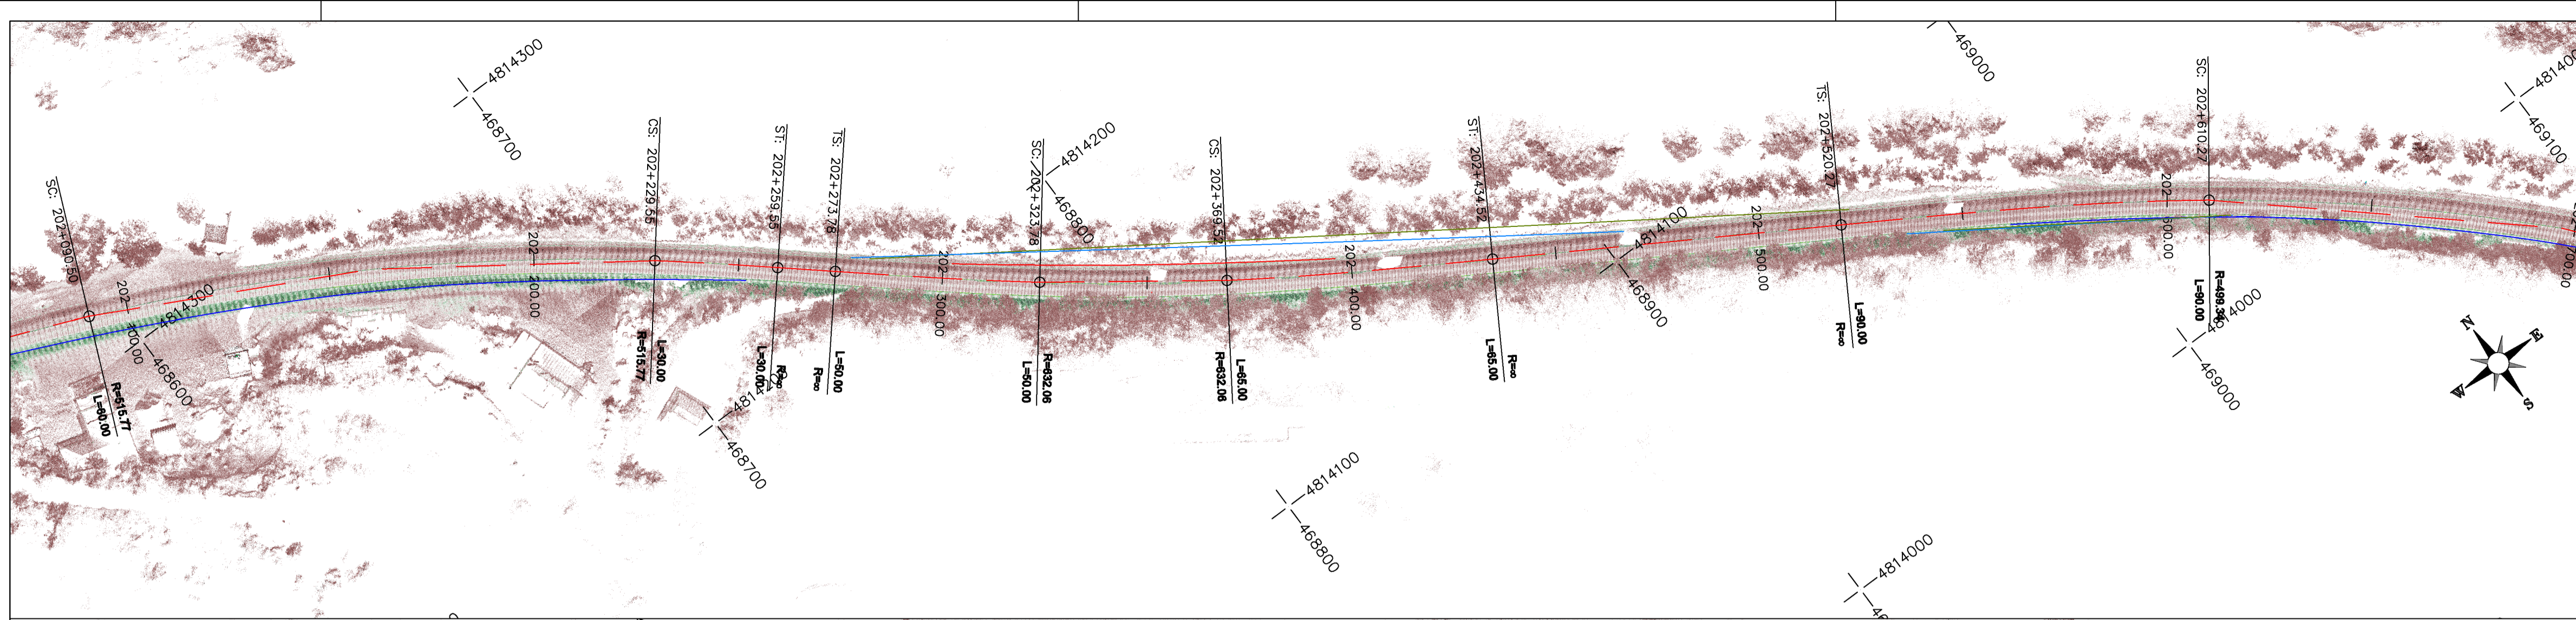 SC: 202+090.50
R=515.77
L=60.00
202
100.00
4814300
468600
4814300
468700
202
200.00
CS: 202+229.55
L=30.00
R=515.77
ST: 202+259.55
R=∞
L=30.00
468700
TS: 202+273.78
L=50.00
R=∞
202
300.00
SC: 202+323.78
R=632.06
L=50.00
4814200
468800
CS: 202+369.52
L=65.00
R=632.06
4814100
468800
202
400.00
ST: 202+434.52
R=∞
L=65.00
4814100
468900
202
500.00
TS: 202+520.27
L=90.00
R=∞
4814000
469000
202
600.00
SC: 202+610.27
L=90.00
4814000
469000
469100
700.00
N
E
S
W